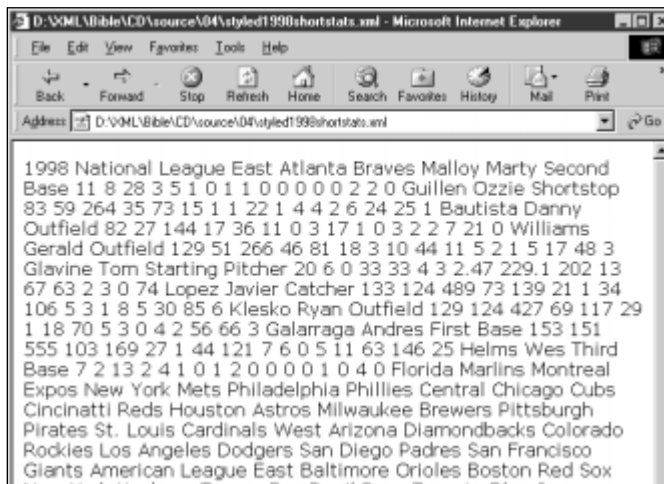 D:\XML\Bible\CD\source\04\styled1998shortstats.xml - Microsoft Internet Explorer
File Edit View Favorites Tools Help
Back Forward Stop Refresh Home Search Favorites History Mail Print
Address D:\XML\Bible\CD\source\04\styled1998shortstats.xml Go
1998 National League East Atlanta Braves Malloy Marty Second
Base 11 8 28 3 5 1 0 1 1 0 0 0 0 0 2 2 0 Guillen Ozzie Shortstop
83 59 264 35 73 15 1 1 22 1 4 4 2 6 24 25 1 Bautista Danny
Outfield 82 27 144 17 36 11 0 3 17 1 0 3 2 2 7 21 0 Williams
Gerald Outfield 129 51 266 46 81 18 3 10 44 11 5 2 1 5 17 48 3
Glavine Tom Starting Pitcher 20 6 0 33 33 4 3 2.47 229.1 202 13
67 63 2 3 0 74 Lopez Javier Catcher 133 124 489 73 139 21 1 34
106 5 3 1 8 5 30 85 6 Klesko Ryan Outfield 129 124 427 69 117 29
1 18 70 5 3 0 4 2 56 66 3 Galarraga Andres First Base 153 151
555 103 169 27 1 44 121 7 6 0 5 11 63 146 25 Helms Wes Third
Base 7 2 13 2 4 1 0 1 2 0 0 0 0 1 0 4 0 Florida Marlins Montreal
Expos New York Mets Philadelphia Phillies Central Chicago Cubs
Cincinatti Reds Houston Astros Milwaukee Brewers Pittsburgh
Pirates St. Louis Cardinals West Arizona Diamondbacks Colorado
Rockies Los Angeles Dodgers San Diego Padres San Francisco
Giants American League East Baltimore Orioles Boston Red Sox